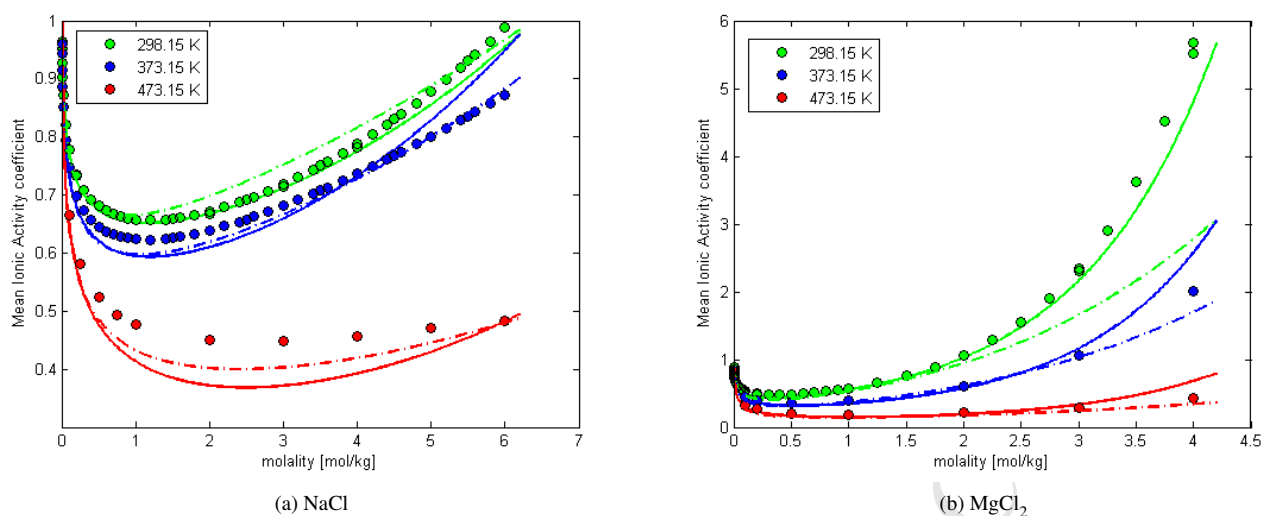 Mean Ionic Activity coefficient
1
0.9
0.8
0.7
0.6
0.5
0.4
298.15 K
373.15 K
473.15 K
0 1 2 3 4 5 6 7
molality [mol/kg]
(a) NaCl
Mean Ionic Activity coefficient
6
5
4
3
2
1
0
298.15 K
373.15 K
473.15 K
0 0.5 1 1.5 2 2.5 3 3.5 4 4.5
molality [mol/kg]
(b) MgCl₂